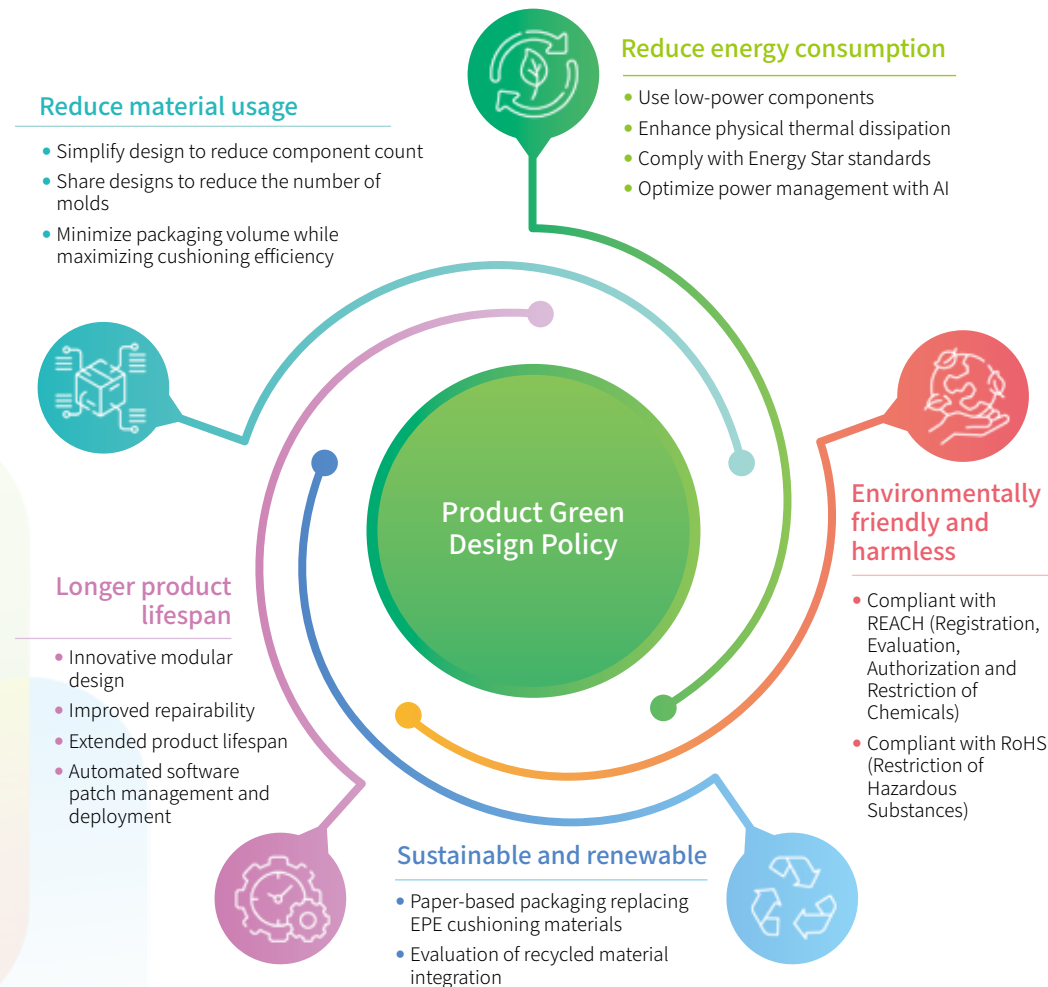 Reduce energy consumption
• Use low-power components
• Enhance physical thermal dissipation
• Comply with Energy Star standards
• Optimize power management with AI
Reduce material usage
• Simplify design to reduce component count
• Share designs to reduce the number of
molds
• Minimize packaging volume while
maximizing cushioning efficiency
Product Green
Design Policy
Environmentally
friendly and
harmless
• Compliant with
REACH (Registration,
Evaluation,
Authorization and
Restriction of
Chemicals)
• Compliant with RoHS
(Restriction of
Hazardous
Substances)
Longer product
lifespan
• Innovative modular
design
• Improved repairability
• Extended product lifespan
• Automated software
patch management and
deployment
Sustainable and renewable
• Paper-based packaging replacing
EPE cushioning materials
• Evaluation of recycled material
integration